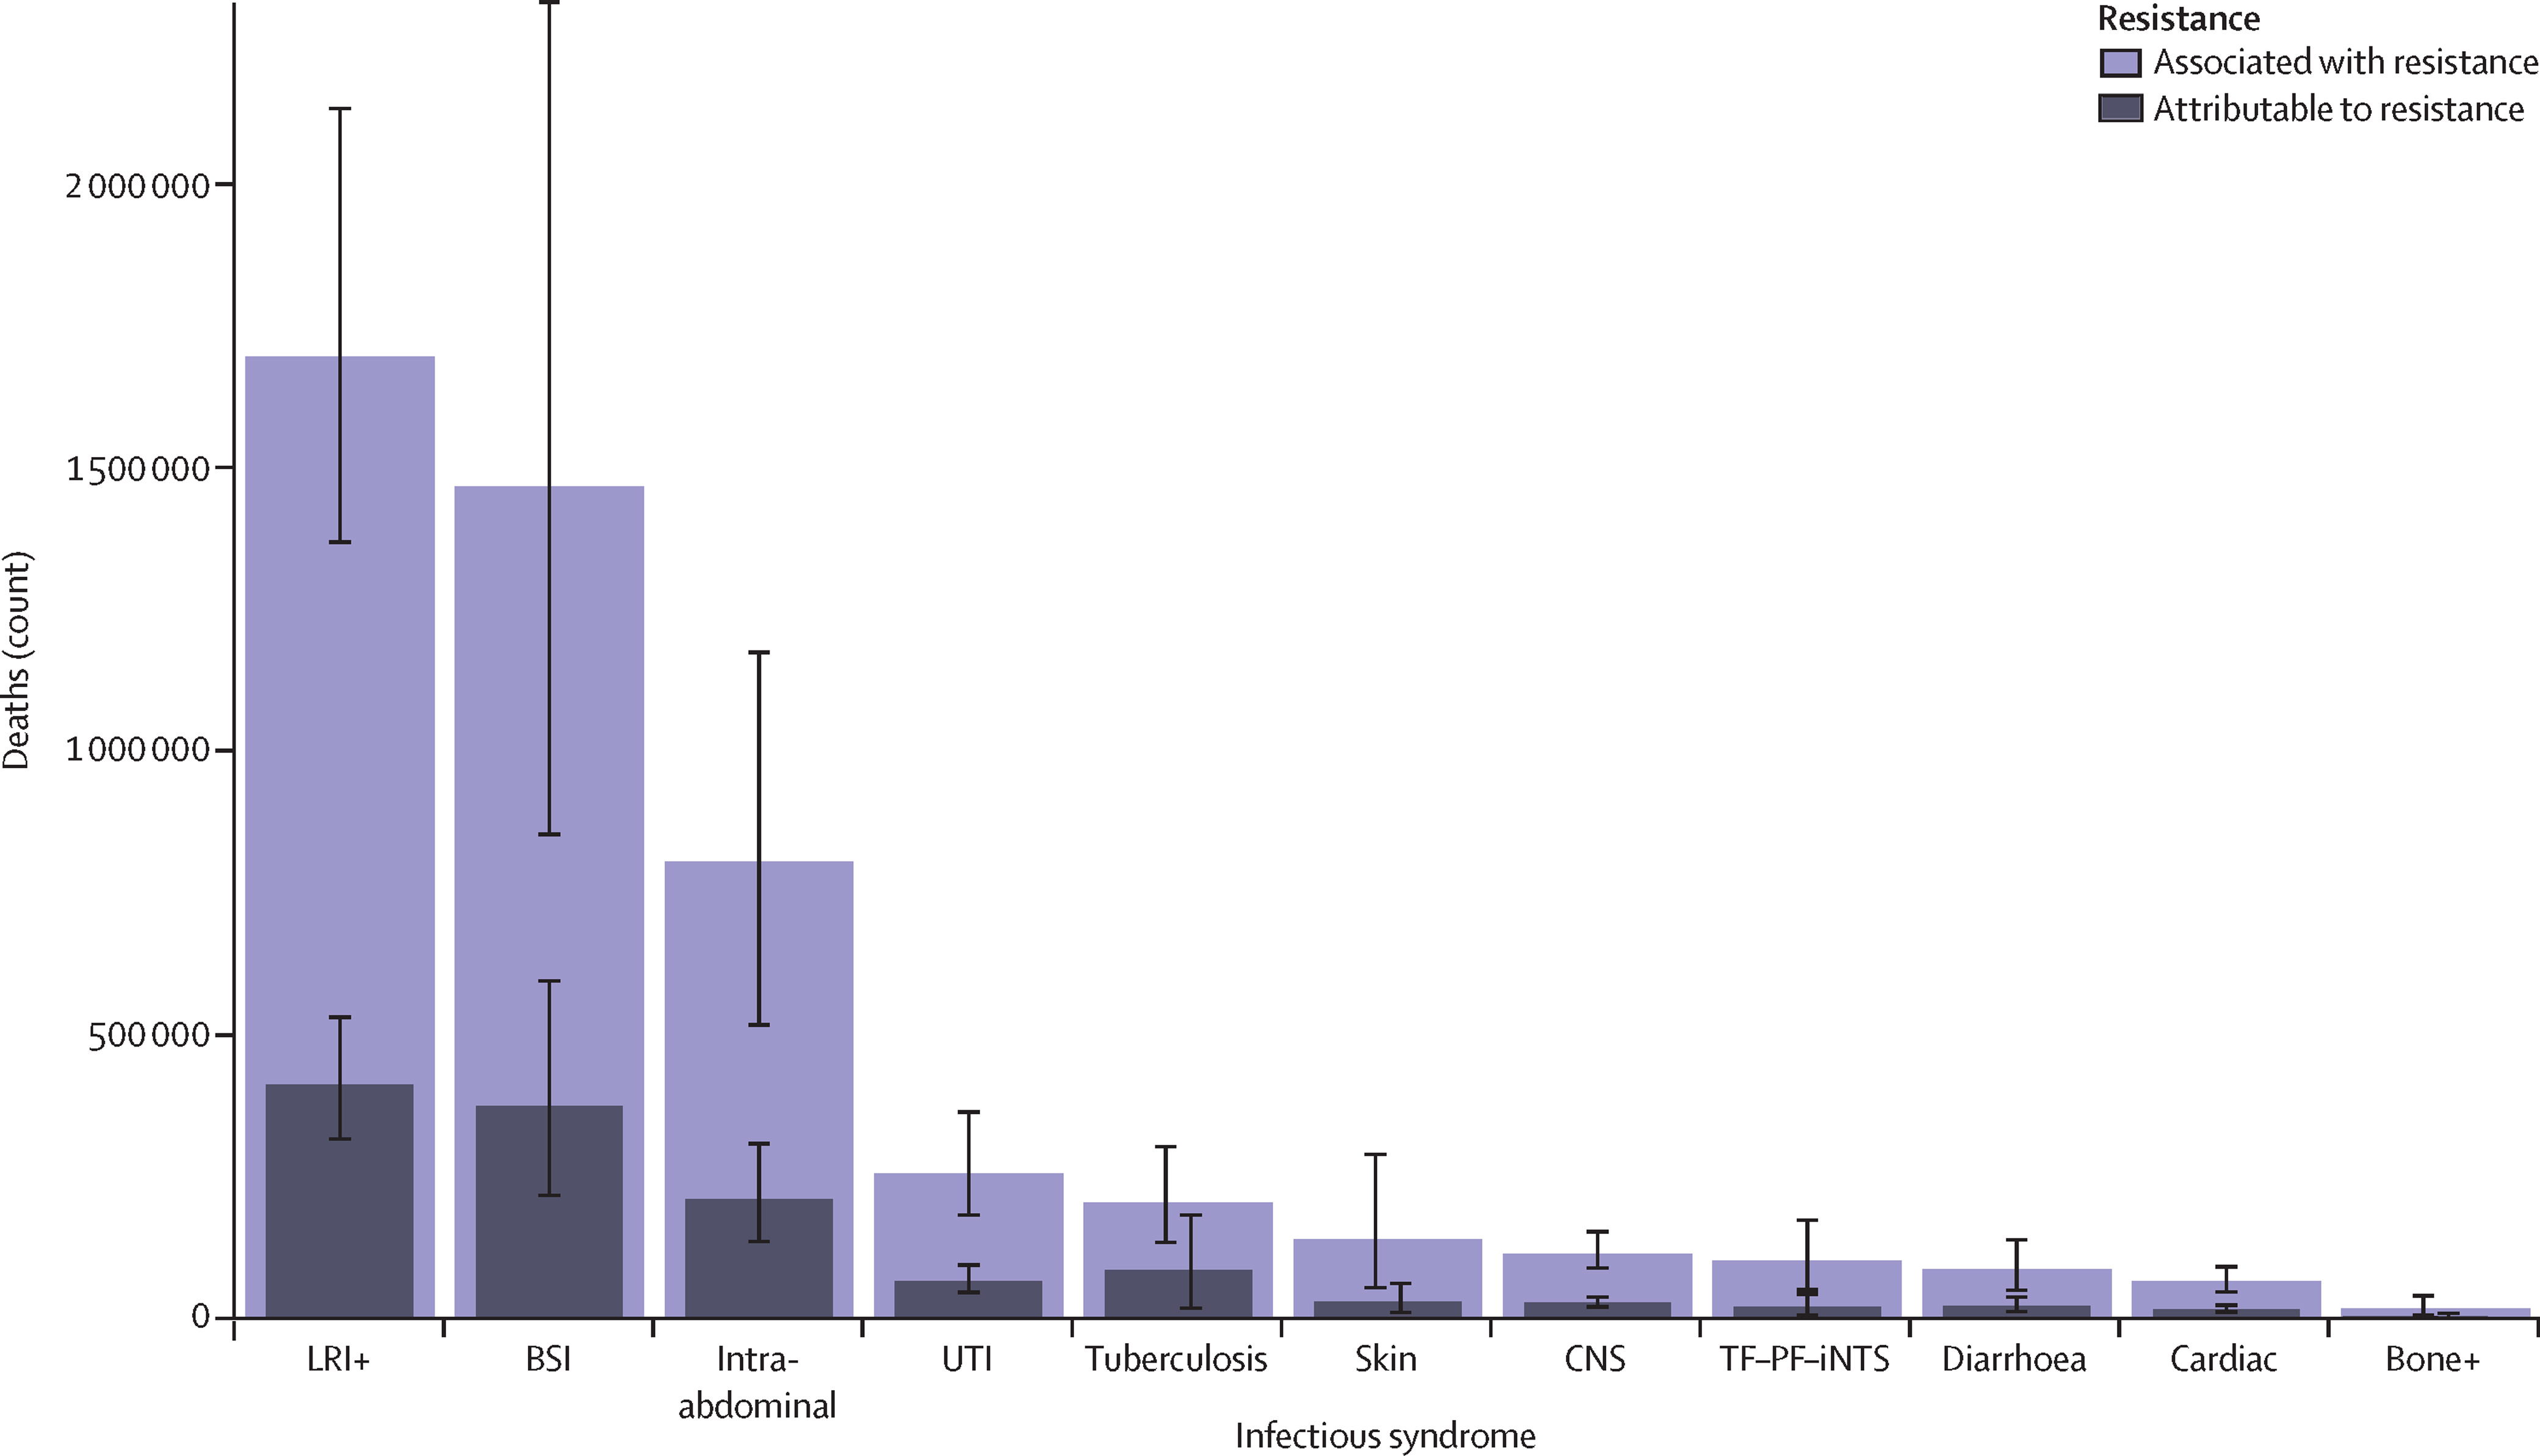 Resistance
Associated with resistance
Attributable to resistance
Deaths (count)
2 000 000
1 500 000
1 000 000
500 000
0
LRI+
BSI
Intra-
abdominal
UTI
Tuberculosis
Skin
CNS
TF–PF–iNTS
Diarrhoea
Cardiac
Bone+
Infectious syndrome